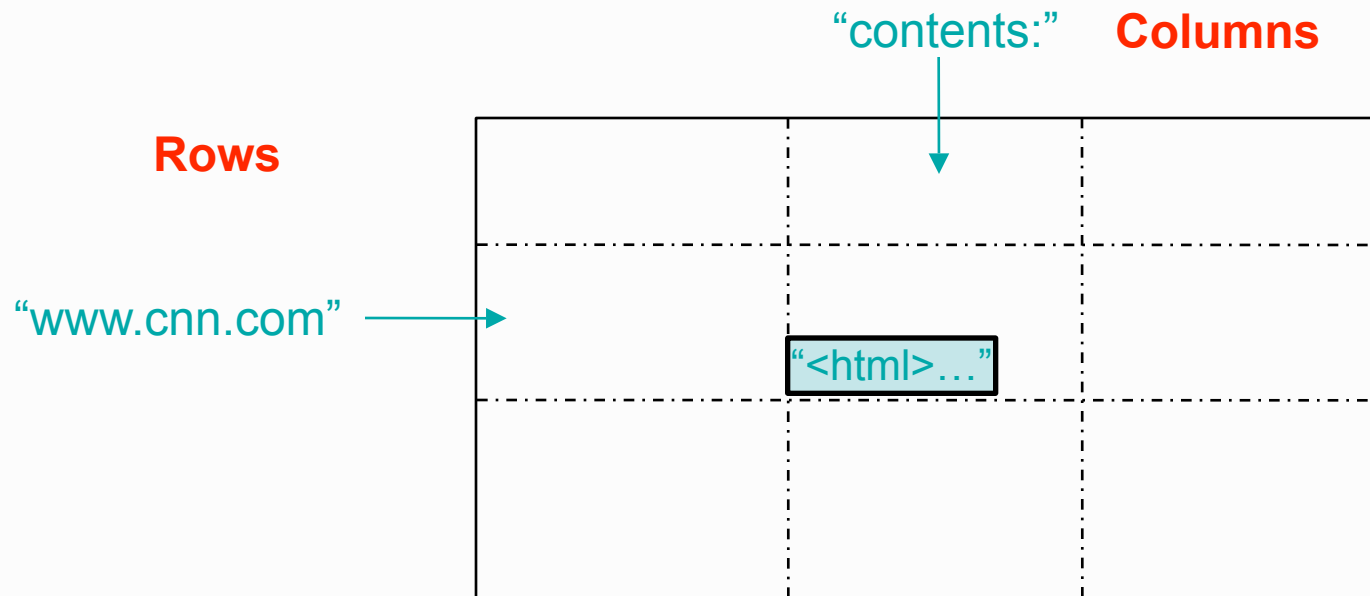 “contents:” Columns
Rows
“www.cnn.com”
“<html>…”